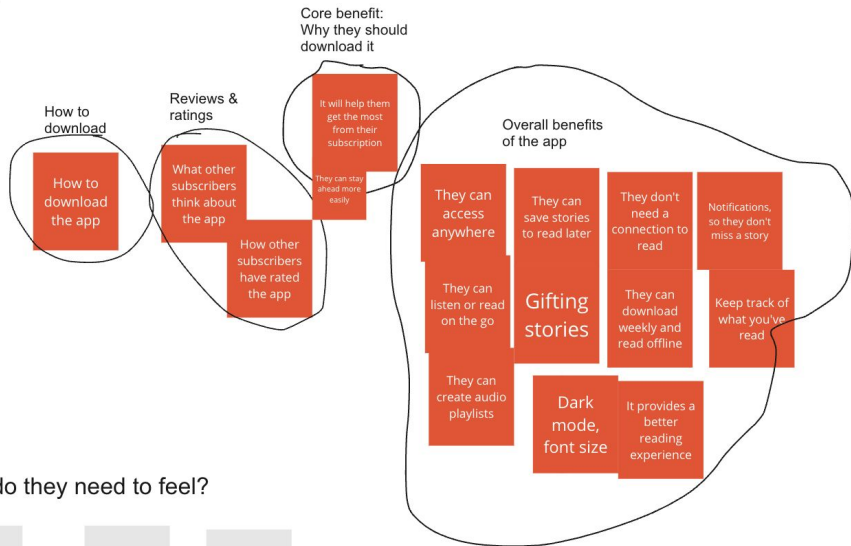 How to
download
How to
download
the app
Reviews &
ratings
What other
subscribers
think about
the app
How other
subscribers
have rated
the app
Core benefit:
Why they should
download it
It will help them
get the most
from their
subscription
They can stay
ahead more
easily
Overall benefits
of the app
They can
access
anywhere
They can
save stories
to read later
They don't
need a
connection to
read
Notifications,
so they don't
miss a story
They can
listen or read
on the go
Gifting
stories
They can
download
weekly and
read offline
Keep track of
what you've
read
They can
create audio
playlists
Dark
mode,
font size
It provides a
better
reading
experience
do they need to feel?